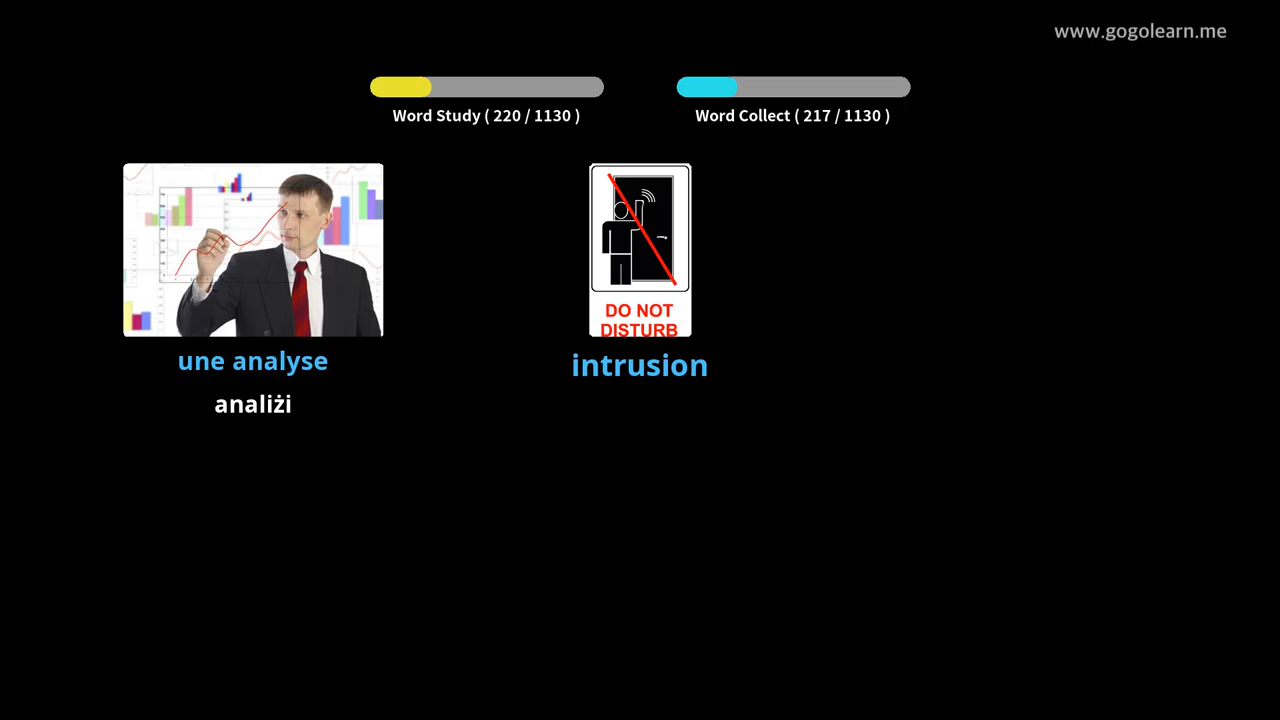 www.gogolearn.me
Word Study ( 220 / 1130 )
Word Collect ( 217 / 1130 )
DO NOT
DISTURB
une analyse
analiżi
intrusion